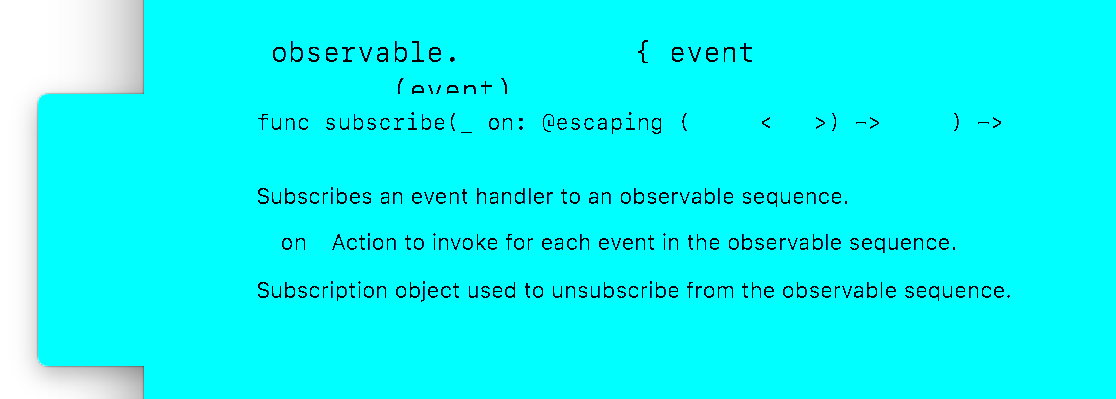 observable. { event
(event)
func subscribe(_ on: @escaping ( < >) -> ) ->
Subscribes an event handler to an observable sequence.
on Action to invoke for each event in the observable sequence.
Subscription object used to unsubscribe from the observable sequence.